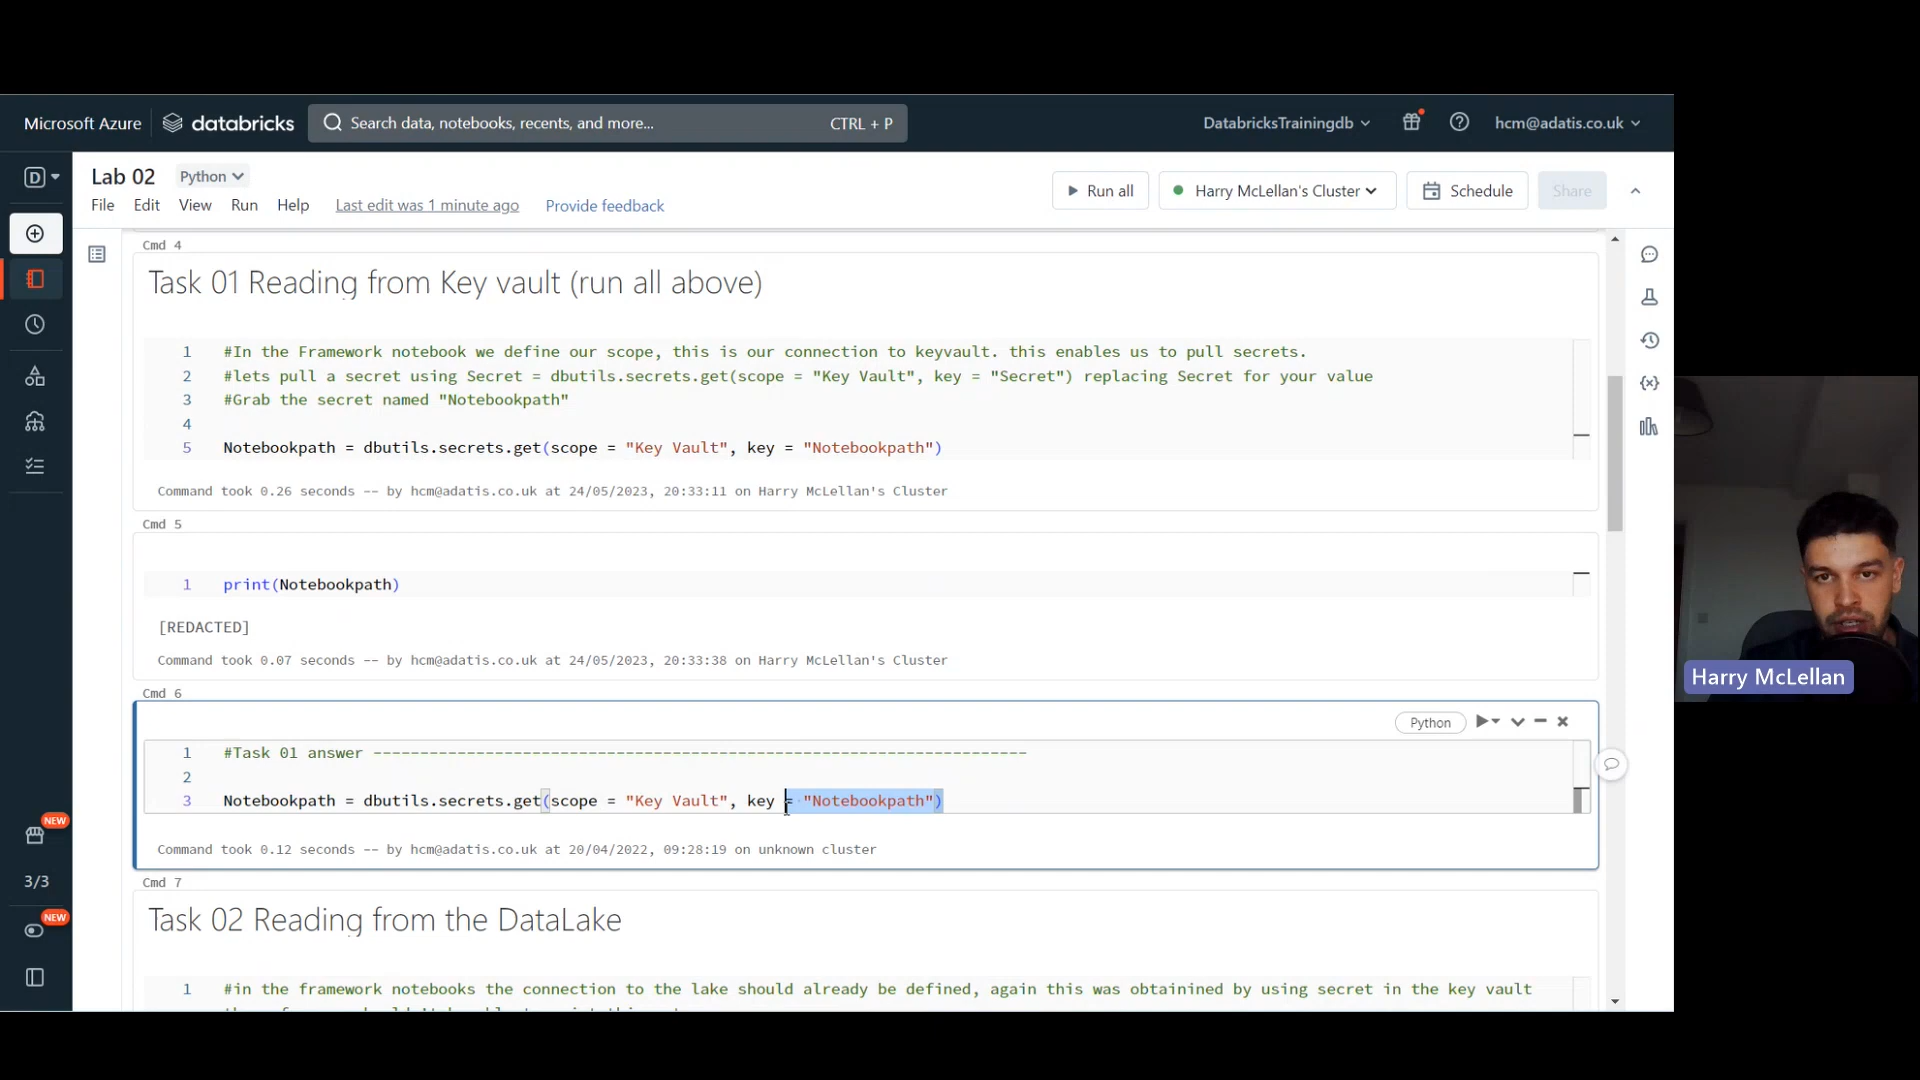 Microsoft Azure databricks Search data, notebooks, recents, and more... CTRL + P DatabricksTrainingdb hcm@adatis.co.uk
D Lab 02 Python
Run all Harry McLellan's Cluster Schedule Share
File Edit View Run Help Last edit was 1 minute ago Provide feedback
Cmd 4
Task 01 Reading from Key vault (run all above)
1 #In the Framework notebook we define our scope, this is our connection to keyvault. this enables us to pull secrets.
2 #lets pull a secret using Secret = dbutils.secrets.get(scope = "Key Vault", key = "Secret") replacing Secret for your value
3 #Grab the secret named "Notebookpath"
4
5 Notebookpath = dbutils.secrets.get(scope = "Key Vault", key = "Notebookpath")
Command took 0.26 seconds -- by hcm@adatis.co.uk at 24/05/2023, 20:33:11 on Harry McLellan's Cluster
Cmd 5
1 print(Notebookpath)
[REDACTED]
Command took 0.07 seconds -- by hcm@adatis.co.uk at 24/05/2023, 20:33:38 on Harry McLellan's Cluster
Harry McLellan
Cmd 6
Python
1 #Task 01 answer ----------------------------------------------------------------------
2
3 Notebookpath = dbutils.secrets.get(scope = "Key Vault", key = "Notebookpath")
Command took 0.12 seconds -- by hcm@adatis.co.uk at 20/04/2022, 09:28:19 on unknown cluster
NEW
3/3
NEW
Cmd 7
Task 02 Reading from the DataLake
1 #in the framework notebooks the connection to the lake should already be defined, again this was obtainined by using secret in the key vault